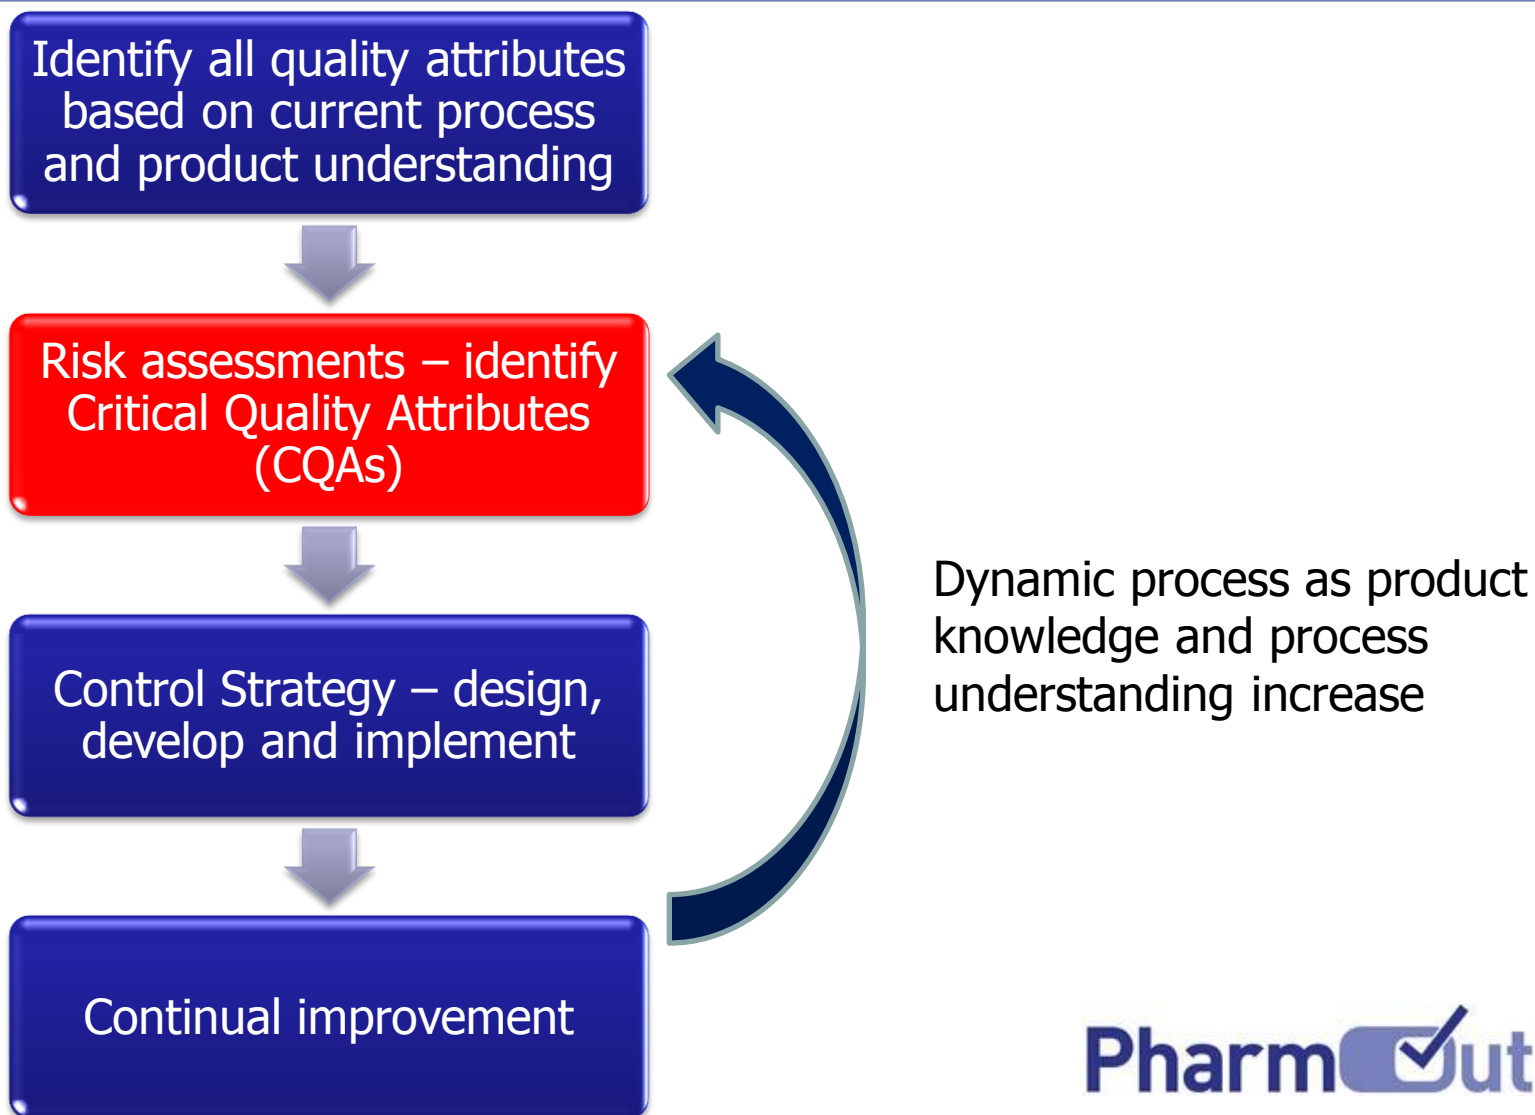 Identify all quality attributes
based on current process
and product understanding
Risk assessments – identify
Critical Quality Attributes
(CQAs)
Control Strategy – design,
develop and implement
Continual improvement
Dynamic process as product
knowledge and process
understanding increase
PharmOut